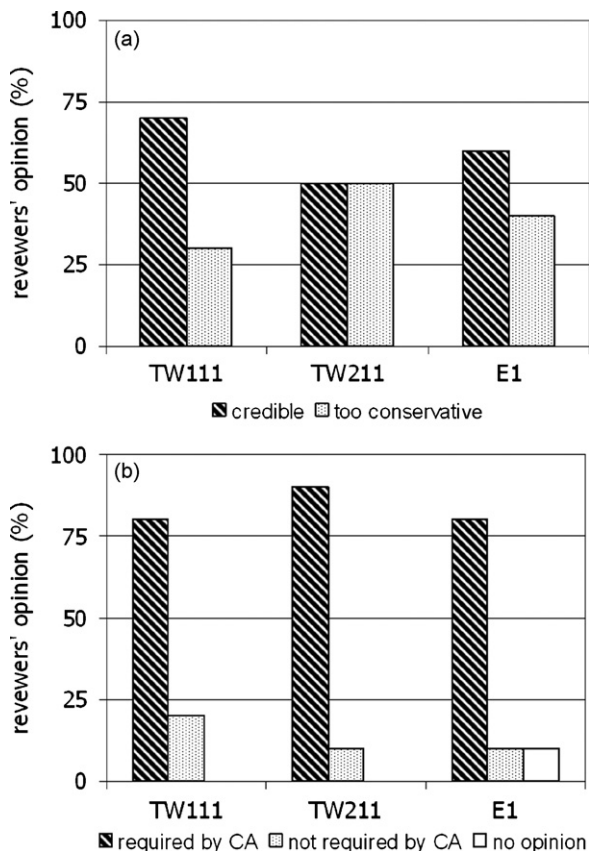 (a)
revewers' opinion (%)
100
75
50
25
0
TW111 TW211 E1
credible too conservative
(b)
revewers' opinion (%)
100
75
50
25
0
TW111 TW211 E1
required by CA not required by CA no opinion